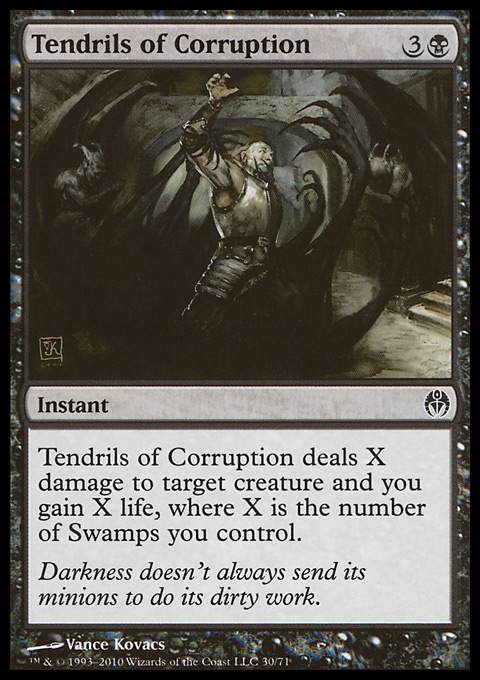 Tendrils of Corruption 3
JK
Instant
Tendrils of Corruption deals X
damage to target creature and you
gain X life, where X is the number
of Swamps you control.
Darkness doesn't always send its
minions to do its dirty work.
Vance Kovacs
™ & © 1993–2010 Wizards of the Coast LLC 30/71